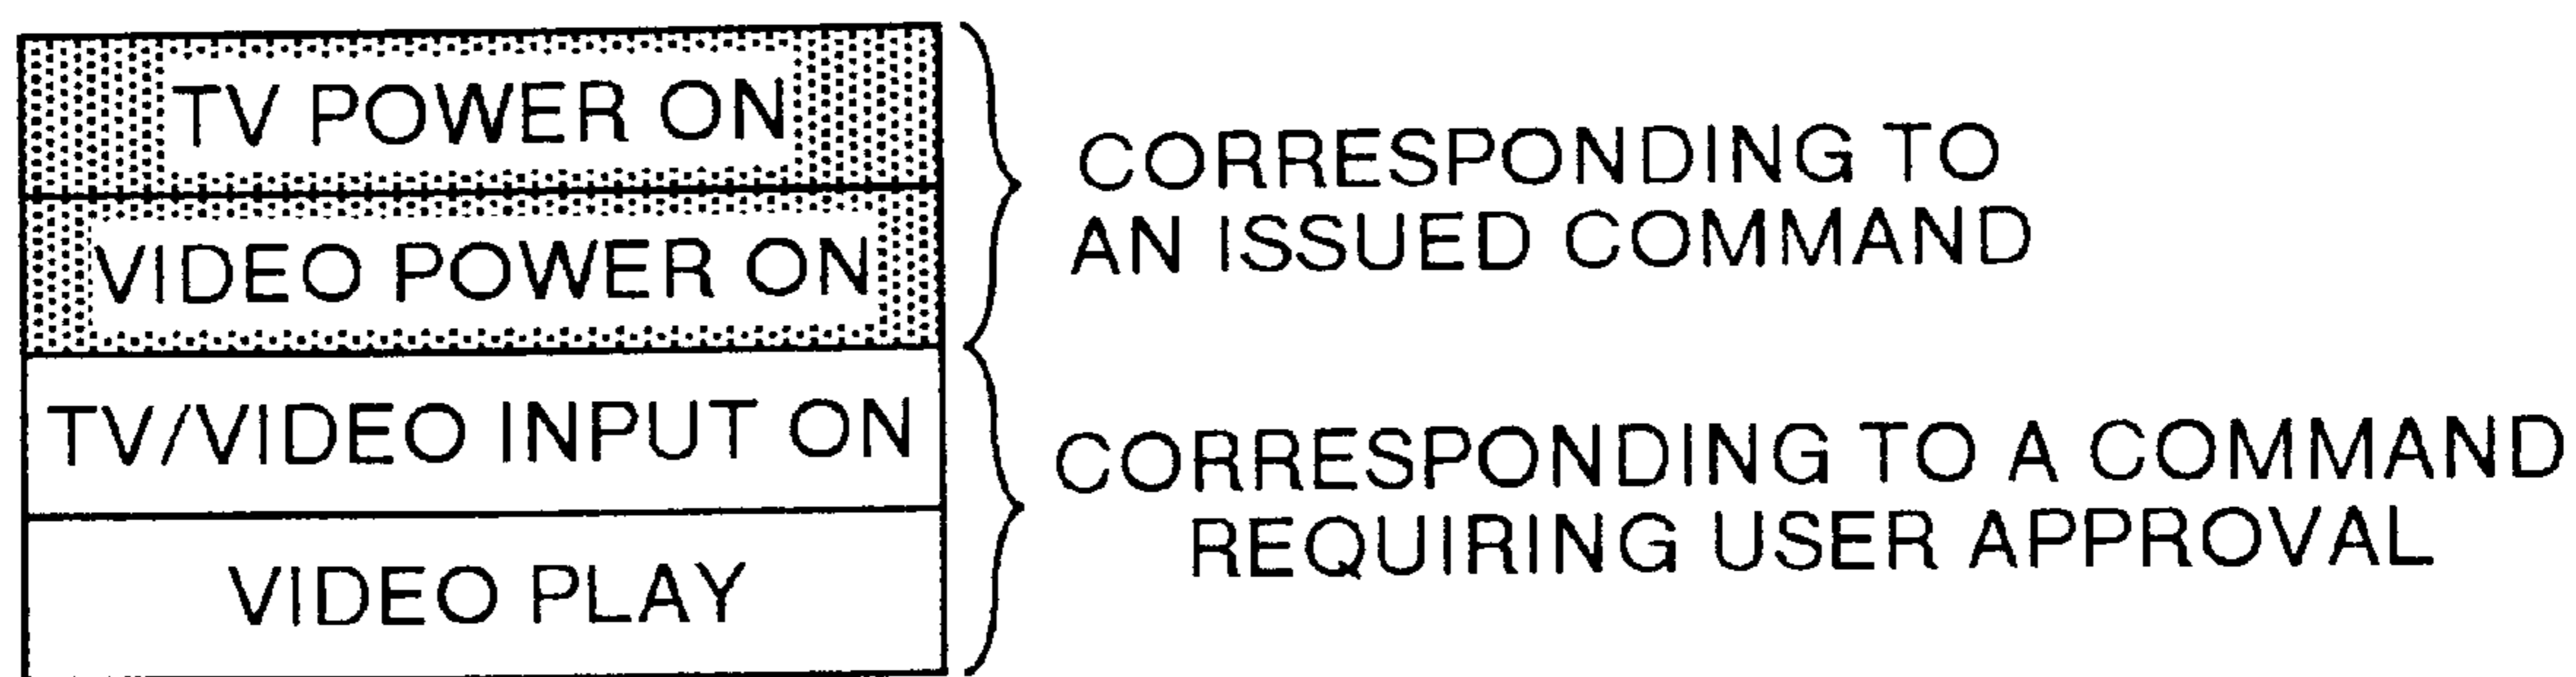 TV POWER ON
VIDEO POWER ON
TV/VIDEO INPUT ON
VIDEO PLAY
CORRESPONDING TO
AN ISSUED COMMAND
CORRESPONDING TO A COMMAND
REQUIRING USER APPROVAL